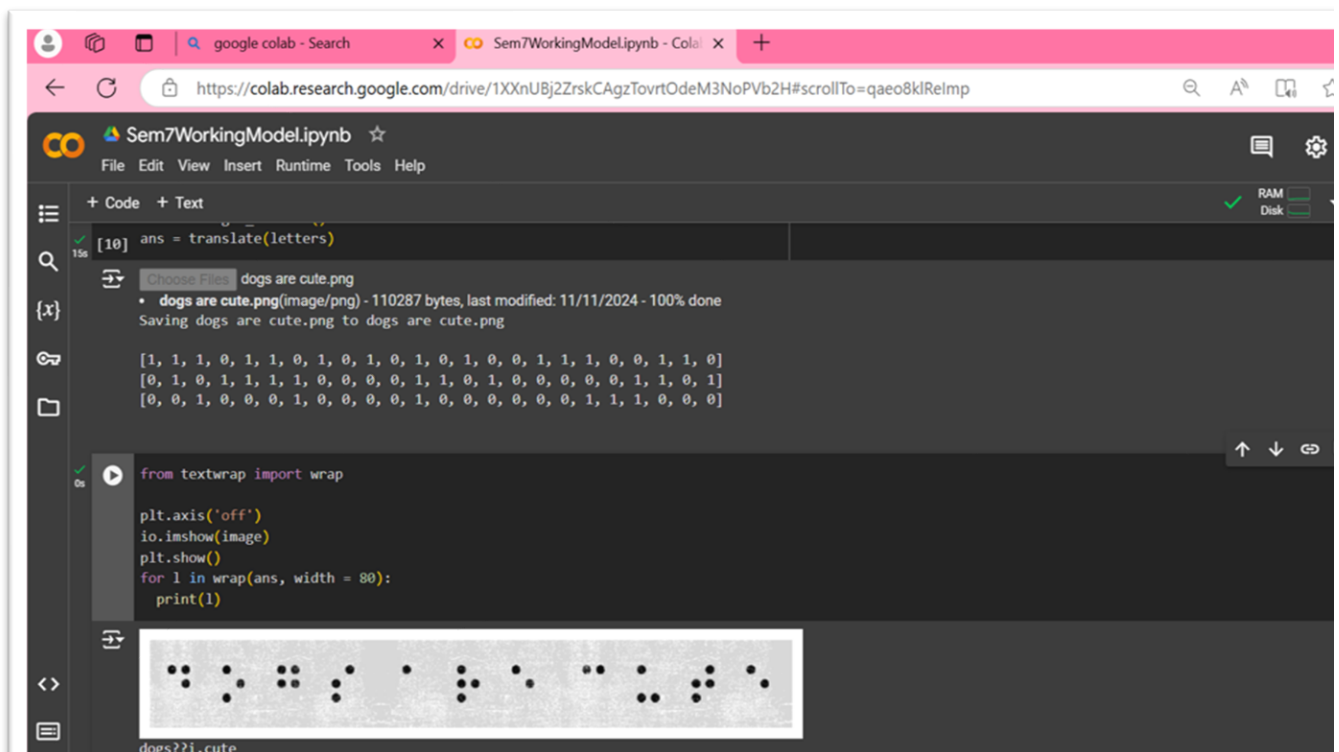 google colab - Search
Sem7WorkingModel.ipynb - Cola
https://colab.research.google.com/drive/1XXnUBj2ZrskCAgzTovrtOdeM3NoPVb2H#scrollTo=qaeo8klReImp
Sem7WorkingModel.ipynb
File Edit View Insert Runtime Tools Help
+ Code + Text
RAM
Disk
15s
[10] ans = translate(letters)
Choose Files dogs are cute.png
• dogs are cute.png(image/png) - 110287 bytes, last modified: 11/11/2024 - 100% done
Saving dogs are cute.png to dogs are cute.png
[1, 1, 1, 0, 1, 1, 0, 1, 0, 1, 0, 1, 0, 1, 0, 0, 1, 1, 1, 0, 0, 1, 1, 0]
[0, 1, 0, 1, 1, 1, 1, 0, 0, 0, 0, 1, 1, 0, 1, 0, 0, 0, 0, 0, 1, 1, 0, 1]
[0, 0, 1, 0, 0, 0, 1, 0, 0, 0, 0, 1, 0, 0, 0, 0, 0, 0, 1, 1, 1, 0, 0, 0]
0s
from textwrap import wrap
plt.axis('off')
io.imshow(image)
plt.show()
for l in wrap(ans, width = 80):
print(l)
⠙⠕⠛⠎ ⠁⠗⠑ ⠉⠥⠞⠑
dogs??i.cute